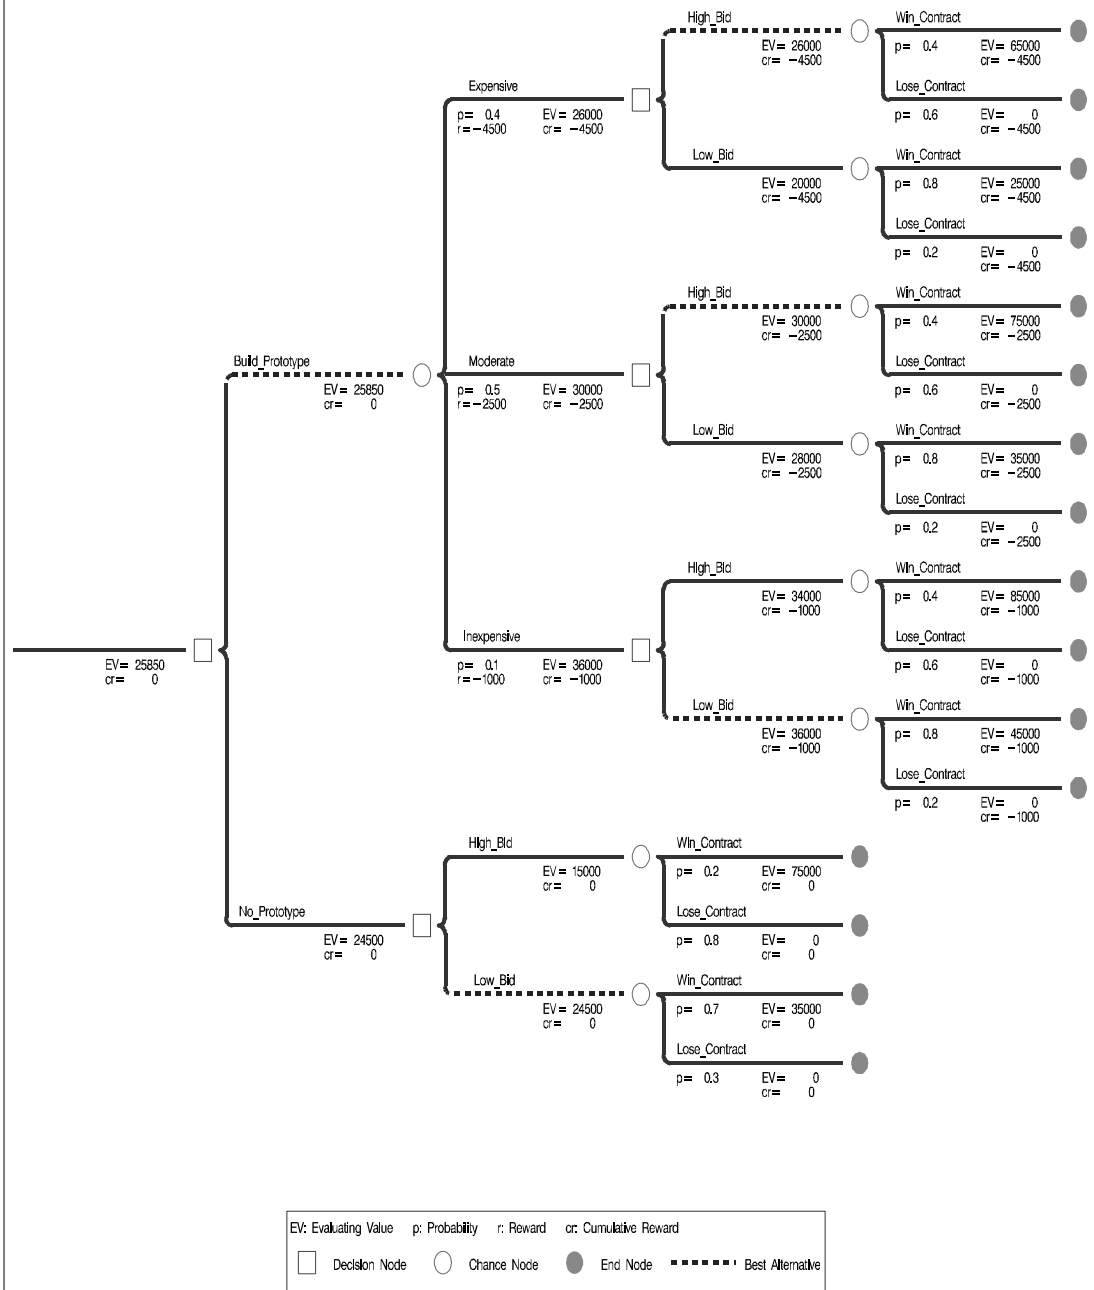 High_Bid
EV= 26000
cr= −4500
Win_Contract
p= 0.4 EV= 65000
cr= −4500
Lose_Contract
p= 0.6 EV= 0
cr= −4500
Expensive
p= 0.4 EV= 26000
r=−4500 cr= −4500
Low_Bid
EV= 20000
cr= −4500
Win_Contract
p= 0.8 EV= 25000
cr= −4500
Lose_Contract
p= 0.2 EV= 0
cr= −4500
High_Bid
EV= 30000
cr= −2500
Win_Contract
p= 0.4 EV= 75000
cr= −2500
Lose_Contract
p= 0.6 EV= 0
cr= −2500
Build_Prototype
EV= 25850
cr= 0
Moderate
p= 0.5 EV= 30000
r=−2500 cr= −2500
Low_Bid
EV= 28000
cr= −2500
Win_Contract
p= 0.8 EV= 35000
cr= −2500
Lose_Contract
p= 0.2 EV= 0
cr= −2500
High_Bid
EV= 34000
cr= −1000
Win_Contract
p= 0.4 EV= 85000
cr= −1000
Lose_Contract
p= 0.6 EV= 0
cr= −1000
EV= 25850
cr= 0
Inexpensive
p= 0.1 EV= 36000
r=−1000 cr= −1000
Low_Bid
EV= 36000
cr= −1000
Win_Contract
p= 0.8 EV= 45000
cr= −1000
Lose_Contract
p= 0.2 EV= 0
cr= −1000
High_Bid
EV= 15000
cr= 0
Win_Contract
p= 0.2 EV= 75000
cr= 0
Lose_Contract
p= 0.8 EV= 0
cr= 0
No_Prototype
EV= 24500
cr= 0
Low_Bid
EV= 24500
cr= 0
Win_Contract
p= 0.7 EV= 35000
cr= 0
Lose_Contract
p= 0.3 EV= 0
cr= 0
EV: Evaluating Value p: Probability r: Reward cr: Cumulative Reward
Decision Node Chance Node End Node Best Alternative